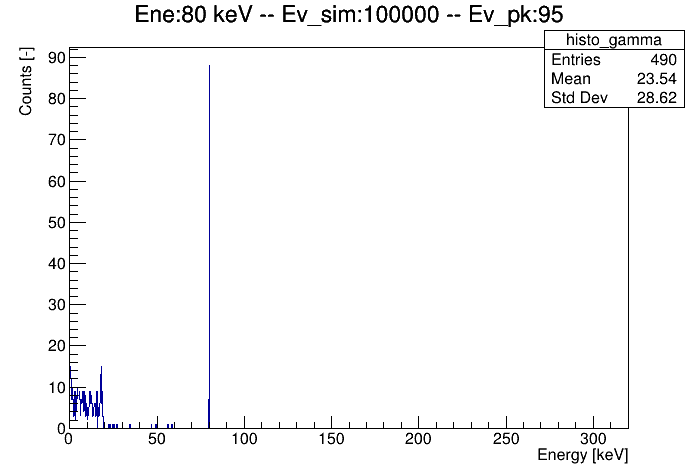 Ene:80 keV -- Ev_sim:100000 -- Ev_pk:95
histo_gamma
Entries 490
Mean 23.54
Std Dev 28.62
Counts [-]
90
80
70
60
50
40
30
20
10
0
0 50 100 150 200 250 300
Energy [keV]